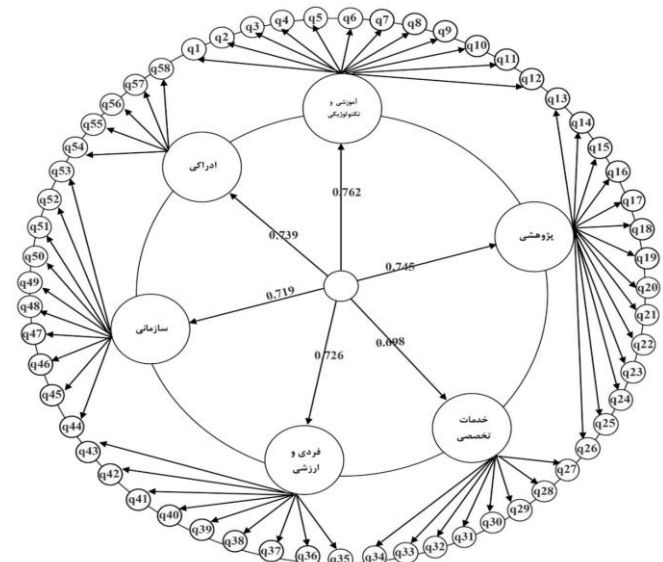 q1
q2
q3
q4
q5
q6
q7
q8
q9
q10
q11
q12
q13
q14
q15
q16
q17
q18
q19
q20
q21
q22
q23
q24
q25
q26
q27
q28
q29
q30
q31
q32
q33
q34
q35
q36
q37
q38
q39
q40
q41
q42
q43
q44
q45
q46
q47
q48
q49
q50
q51
q52
q53
q54
q55
q56
q57
q58
آموزشی و
تکنولوژیکی
پژوهشی
خدمات
تخصصی
فردی و
ارزشی
سازمانی
ادراکی
0.762
0.745
0.698
0.726
0.719
0.739